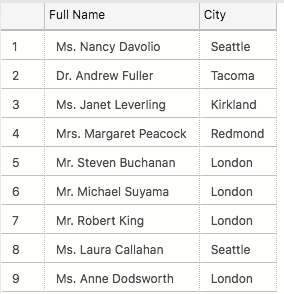 Full Name City
1 Ms. Nancy Davolio Seattle
2 Dr. Andrew Fuller Tacoma
3 Ms. Janet Leverling Kirkland
4 Mrs. Margaret Peacock Redmond
5 Mr. Steven Buchanan London
6 Mr. Michael Suyama London
7 Mr. Robert King London
8 Ms. Laura Callahan Seattle
9 Ms. Anne Dodsworth London